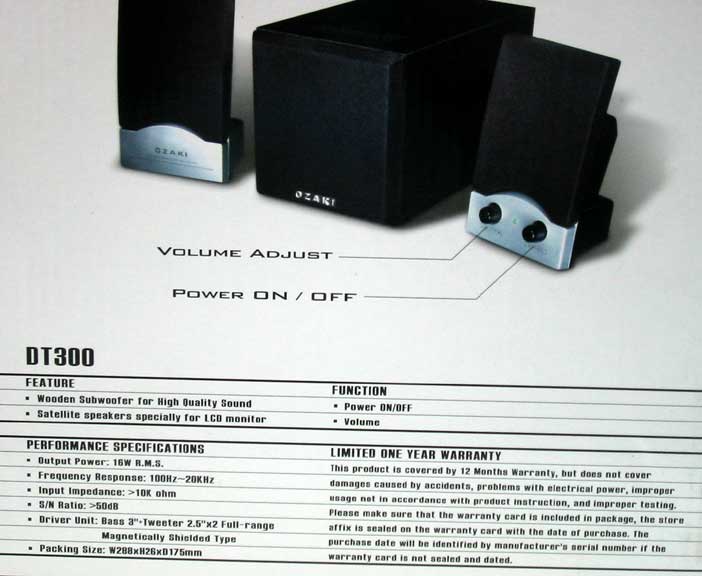 OZAKI
OZAKI
VOLUME ADJUST
POWER ON / OFF
DT300
FEATURE
▪ Wooden Subwoofer for High Quality Sound
▪ Satellite speakers specially for LCD monitor
FUNCTION
▪ Power ON/OFF
▪ Volume
PERFORMANCE SPECIFICATIONS
▪ Output Power: 16W R.M.S.
▪ Frequency Response: 100Hz~20KHz
▪ Input Impedance: >10K ohm
▪ S/N Ratio: >50dB
▪ Driver Unit: Bass 3"+Tweeter 2.5"x2 Full-range
Magnetically Shielded Type
▪ Packing Size: W288xH26xD175mm
LIMITED ONE YEAR WARRANTY
This product is covered by 12 Months Warranty, but does not cover
damages caused by accidents, problems with electrical power, improper
usage not in accordance with product instruction, and improper testing.
Please make sure that the warranty card is included in package, the store
affix is sealed on the warranty card with the date of purchase. The
purchase date will be identified by manufacturer's serial number if the
warranty card is not sealed and dated.